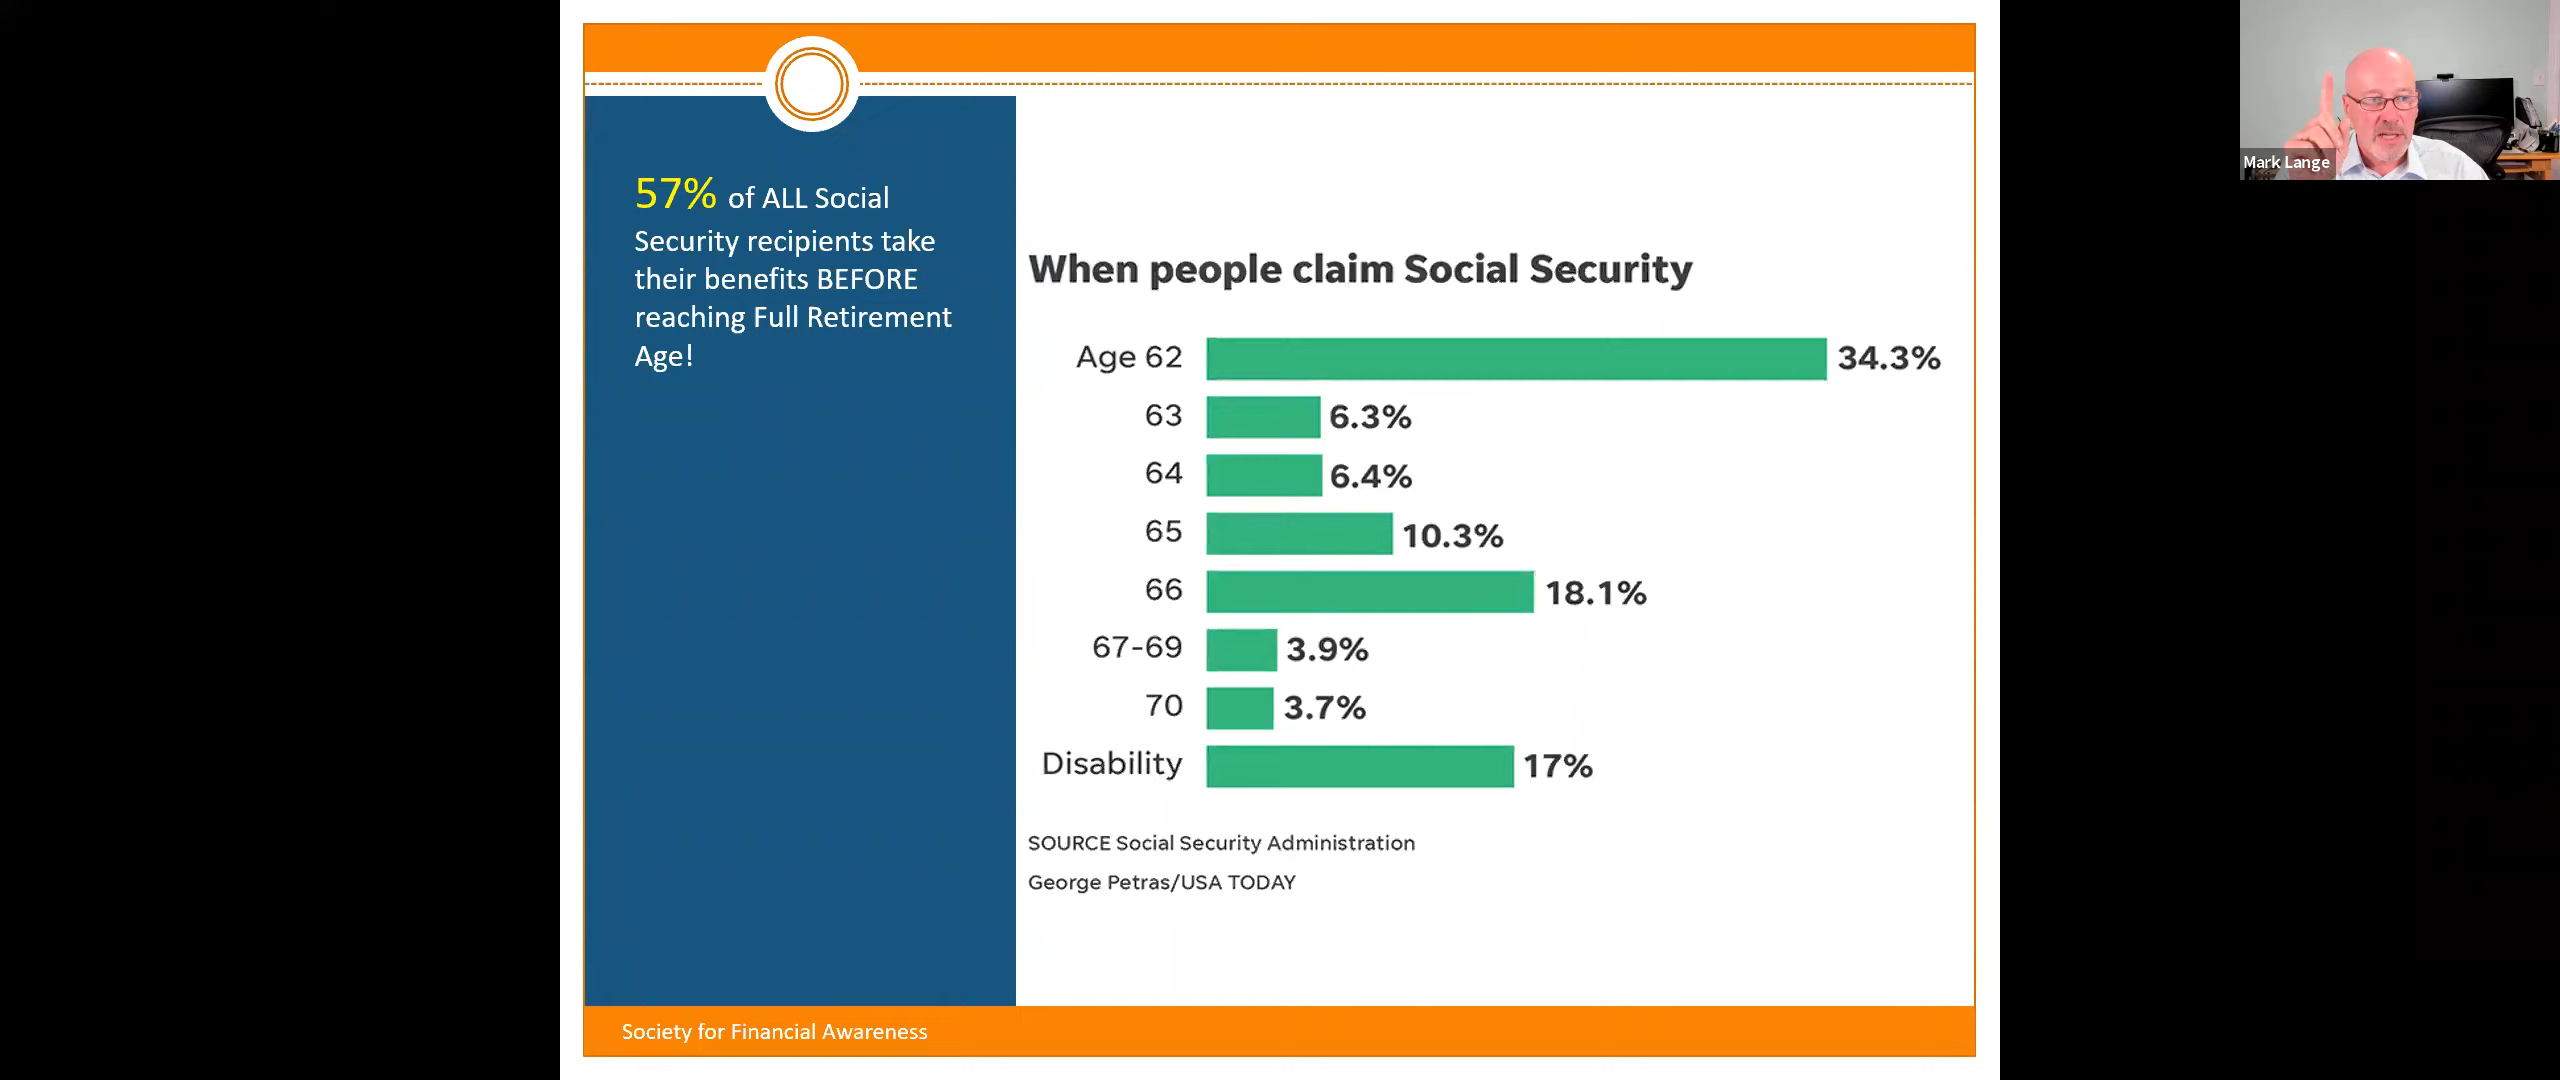 57% of ALL Social
Security recipients take
their benefits BEFORE
reaching Full Retirement
Age!
When people claim Social Security
Age 62 34.3%
63 6.3%
64 6.4%
65 10.3%
66 18.1%
67-69 3.9%
70 3.7%
Disability 17%
SOURCE Social Security Administration
George Petras/USA TODAY
Society for Financial Awareness
Mark Lange